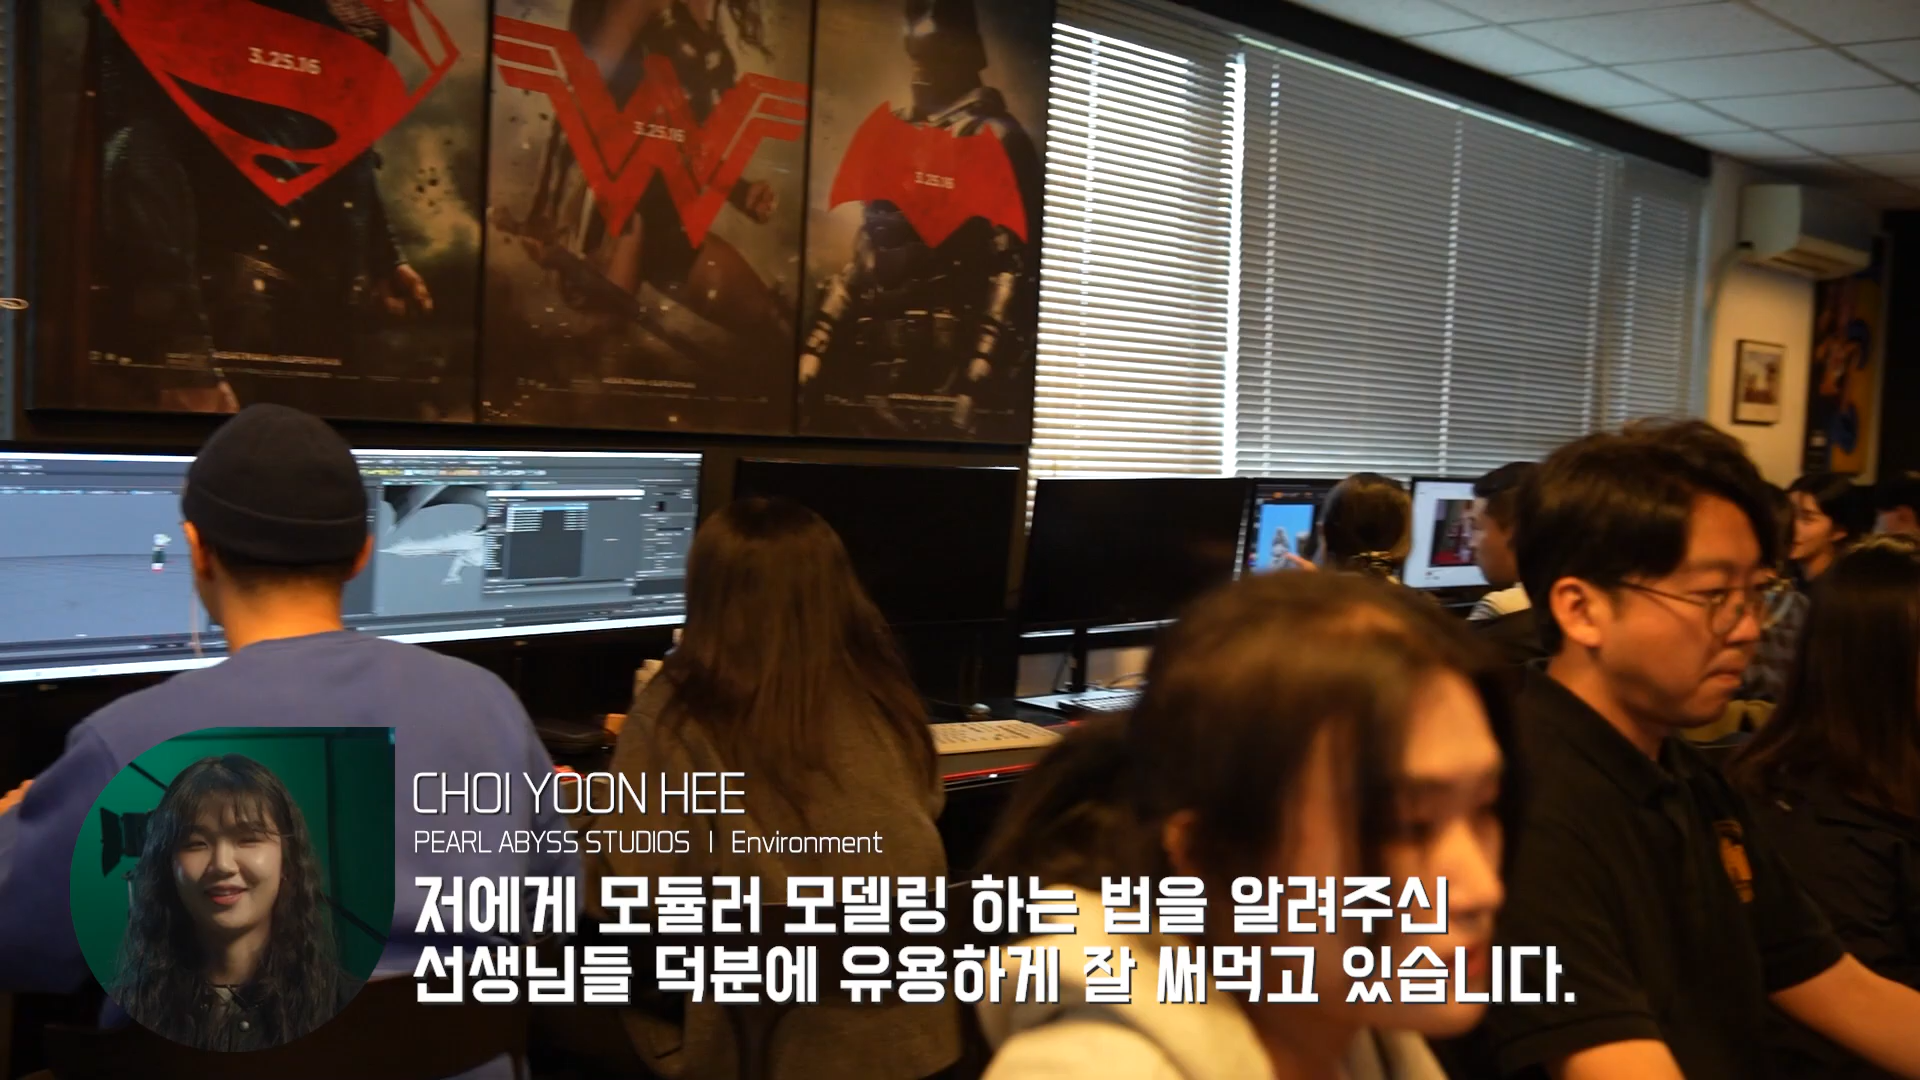 3.25.16
3.25.16
3.25.16
CHOI YOON HEE
PEARL ABYSS STUDIOS | Environment
저에게 모듈러 모델링 하는 법을 알려주신
선생님들 덕분에 유용하게 잘 써먹고 있습니다.